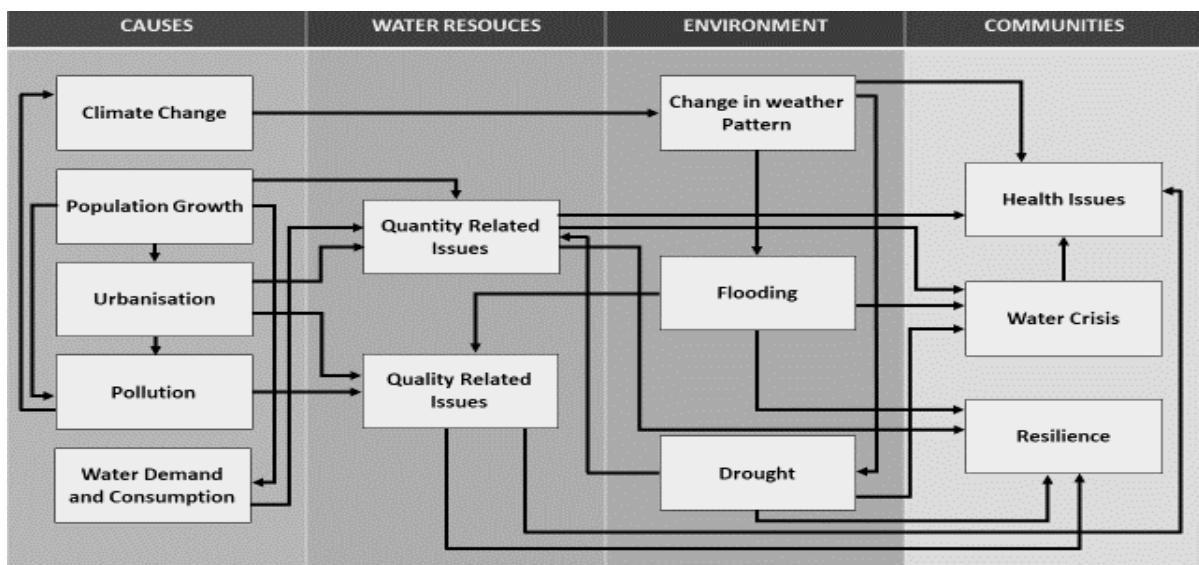 CAUSES
WATER RESOUCES
ENVIRONMENT
COMMUNITIES
Climate Change
Population Growth
Urbanisation
Pollution
Water Demand
and Consumption
Quantity Related
Issues
Quality Related
Issues
Change in weather
Pattern
Flooding
Drought
Health Issues
Water Crisis
Resilience